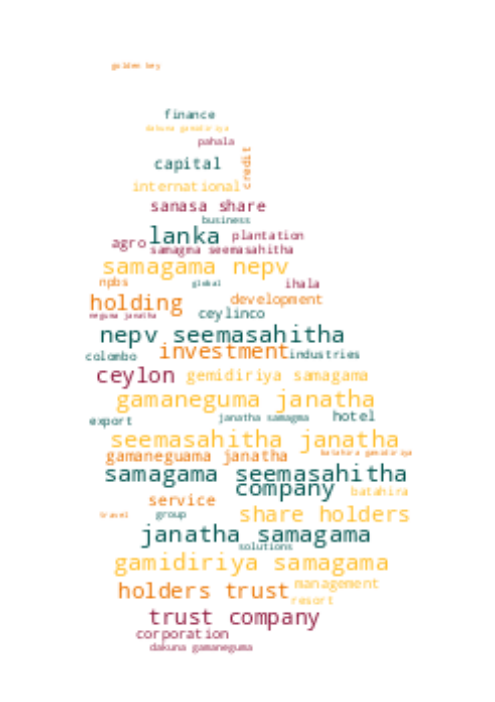 golden key
finance
dakuna gamidiriya
pahala
capital
credit
international
sanasa share
business
lanka plantation
agro samagma seemasahitha
samagama nepv
npbs global ihala
holding development
neguma janatha ceylinco
nepv seemasahitha
colombo investment industries
ceylon gemidiriya samagama
gamaneguma janatha
export janatha samagma hotel
seemasahitha janatha
gamaneguama janatha batahira gamidiriya
samagama seemasahitha
company batahira
service
travel group share holders
janatha samagama
solutions
gamidiriya samagama
holders trust management
resort
trust company
corporation
dakuna gamaneguma